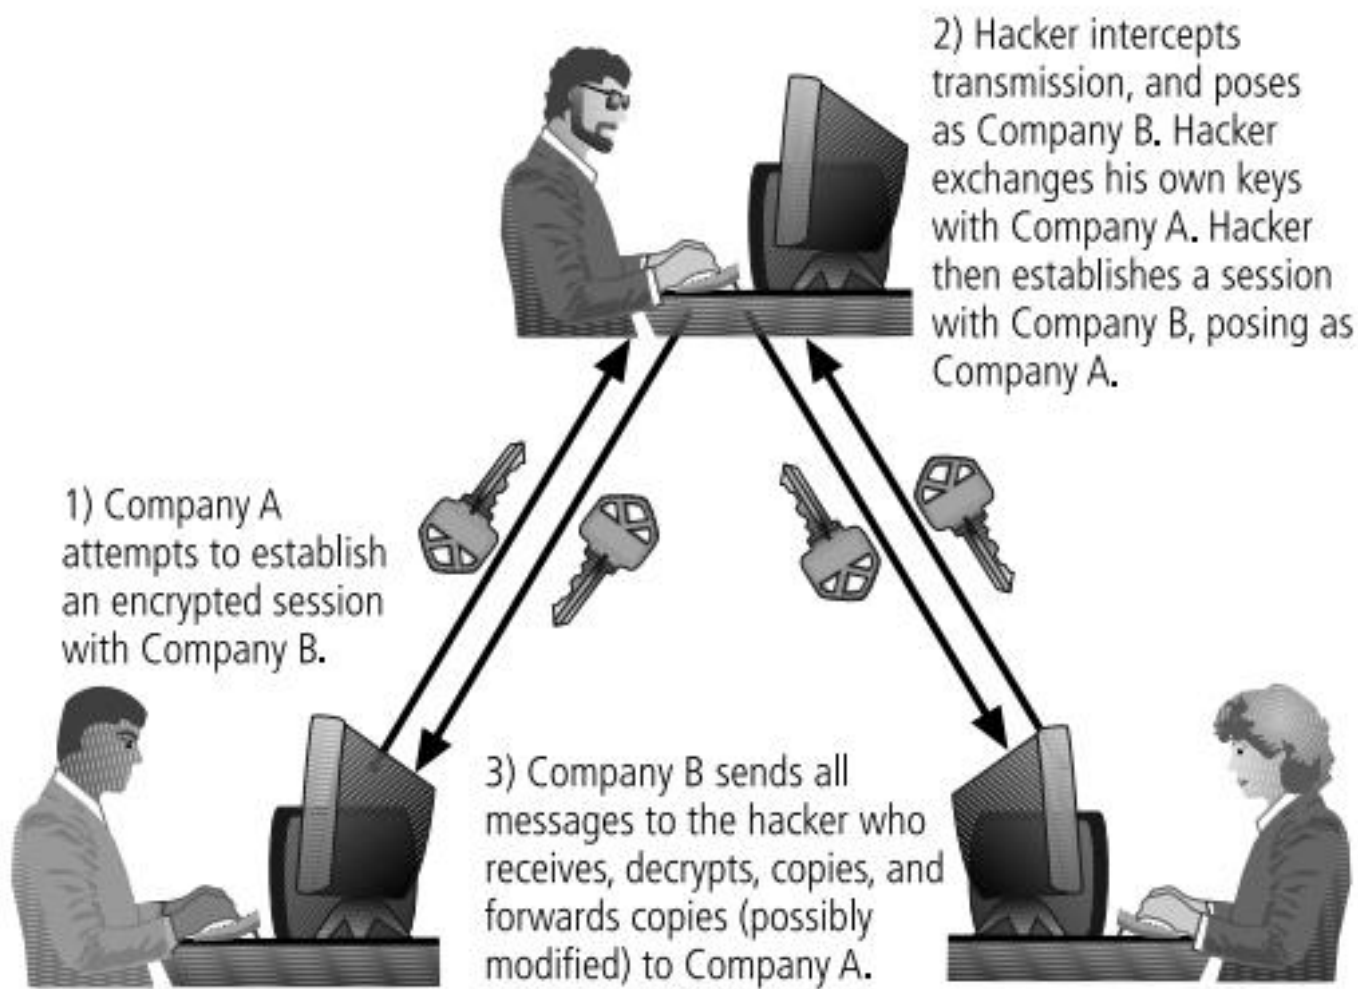 1) Company A
attempts to establish
an encrypted session
with Company B.
2) Hacker intercepts
transmission, and poses
as Company B. Hacker
exchanges his own keys
with Company A. Hacker
then establishes a session
with Company B, posing as
Company A.
3) Company B sends all
messages to the hacker who
receives, decrypts, copies, and
forwards copies (possibly
modified) to Company A.